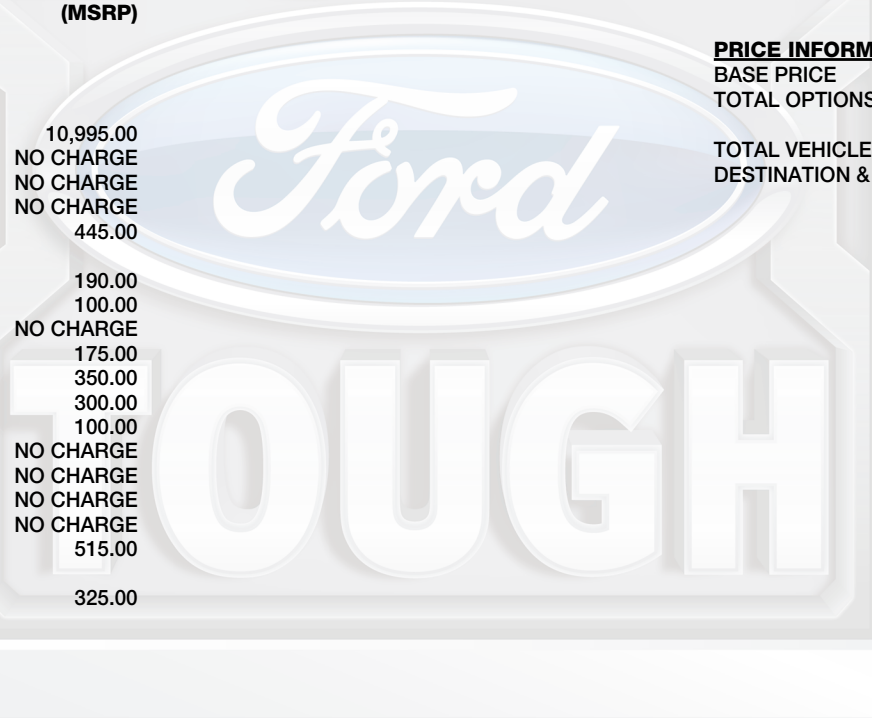 (MSRP)
10,995.00
NO CHARGE
NO CHARGE
NO CHARGE
445.00
190.00
100.00
NO CHARGE
175.00
350.00
300.00
100.00
NO CHARGE
NO CHARGE
NO CHARGE
NO CHARGE
515.00
325.00
PRICE INFORM
BASE PRICE
TOTAL OPTIONS
TOTAL VEHICLE
DESTINATION &
Ford
TOUGH